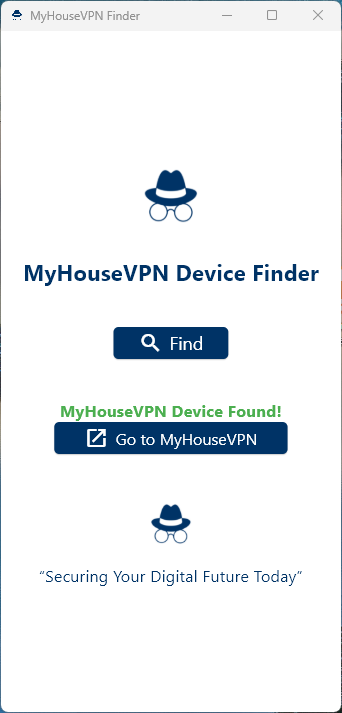 MyHouseVPN Finder
MyHouseVPN Device Finder
Find
MyHouseVPN Device Found!
Go to MyHouseVPN
“Securing Your Digital Future Today”